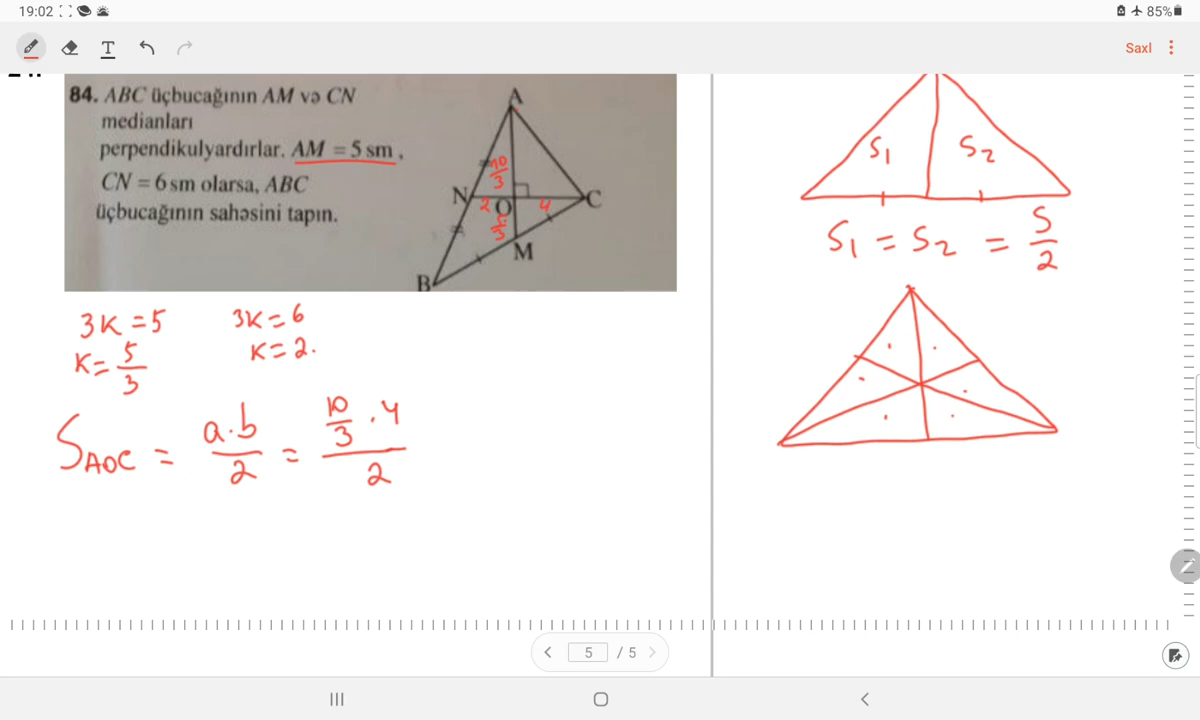 19:02
85%
T
Saxl
84. ABC üçbucağının AM və CN
medianları
perpendikulyardırlar. AM = 5 sm,
CN = 6 sm olarsa, ABC
üçbucağının sahəsini tapın.
A
10/3
N
2
O
4
C
5/3
M
B
3K = 5
K = 5/3
3K = 6
K = 2.
S_AOC = a·b/2 = 10/3 · 4 / 2
S₁
S₂
S₁ = S₂ = S/2
5 / 5